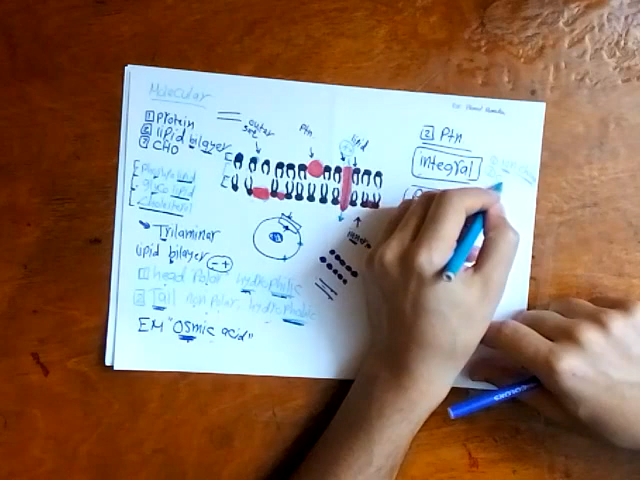 Molecular
1 Protein
2 lipid bilayer
3 CHO
Phospholipid
glycolipid
Cholesterol
Trilaminar
lipid bilayer - +
1 head Polar hydrophilic
2 Tail non Polar hydrophobic
EM "Osmic acid"
outer
Ptn
lipid
2 Ptn
integral